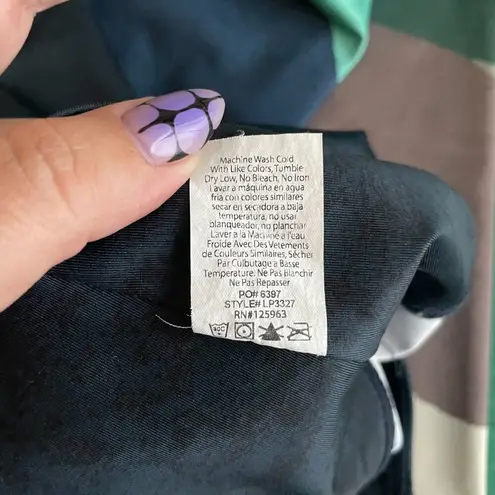 Machine Wash Cold
With Like Colors, Tumble
Dry Low, No Bleach, No Iron
Lavar a máquina en agua
fria con colores similares
secar en secadora a baja
temperatura, no usar
blanqueador, no planchar
Laver a la Machine a l'eau
Froide Avec Des Vetements
de Couleurs Similaires, Sécher
Par Culbutage a Basse
Temperature. Ne Pas Blanchir
Ne Pas Repasser
PO# 6397
STYLE# LP3327
RN#125963